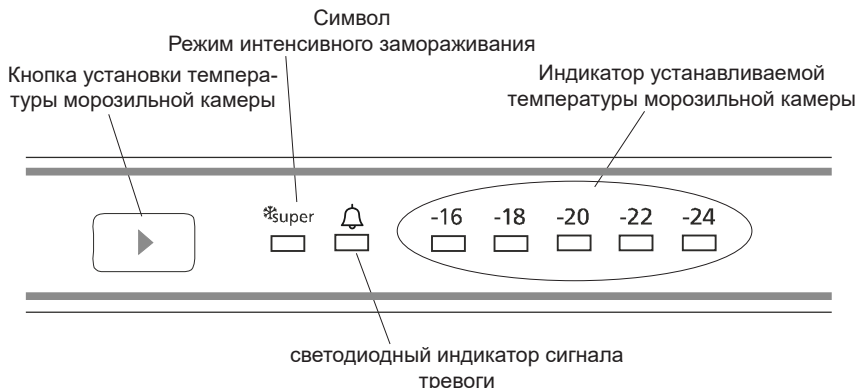 Символ
Режим интенсивного замораживания
Кнопка установки темпера-
туры морозильной камеры
Индикатор устанавливаемой
температуры морозильной камеры
super
-16 -18 -20 -22 -24
светодиодный индикатор сигнала
тревоги